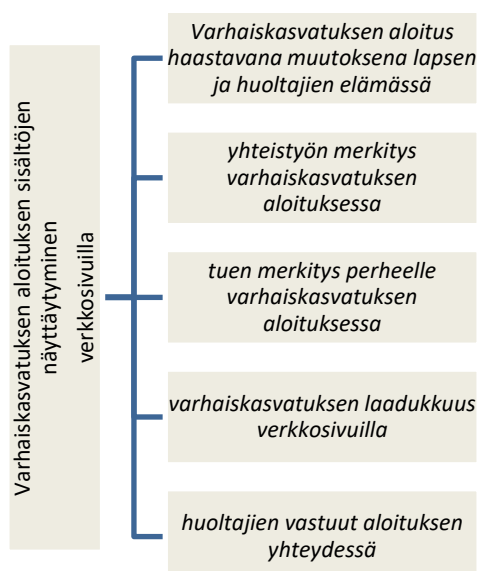 Varhaiskasvatuksen aloituksen sisältöjen
näyttäytyminen
verkkosivuilla
Varhaiskasvatuksen aloitus
haastavana muutoksena lapsen
ja huoltajien elämässä
yhteistyön merkitys
varhaiskasvatuksen
aloituksessa
tuen merkitys perheelle
varhaiskasvatuksen
aloituksessa
varhaiskasvatuksen laadukkuus
verkkosivuilla
huoltajien vastuut aloituksen
yhteydessä